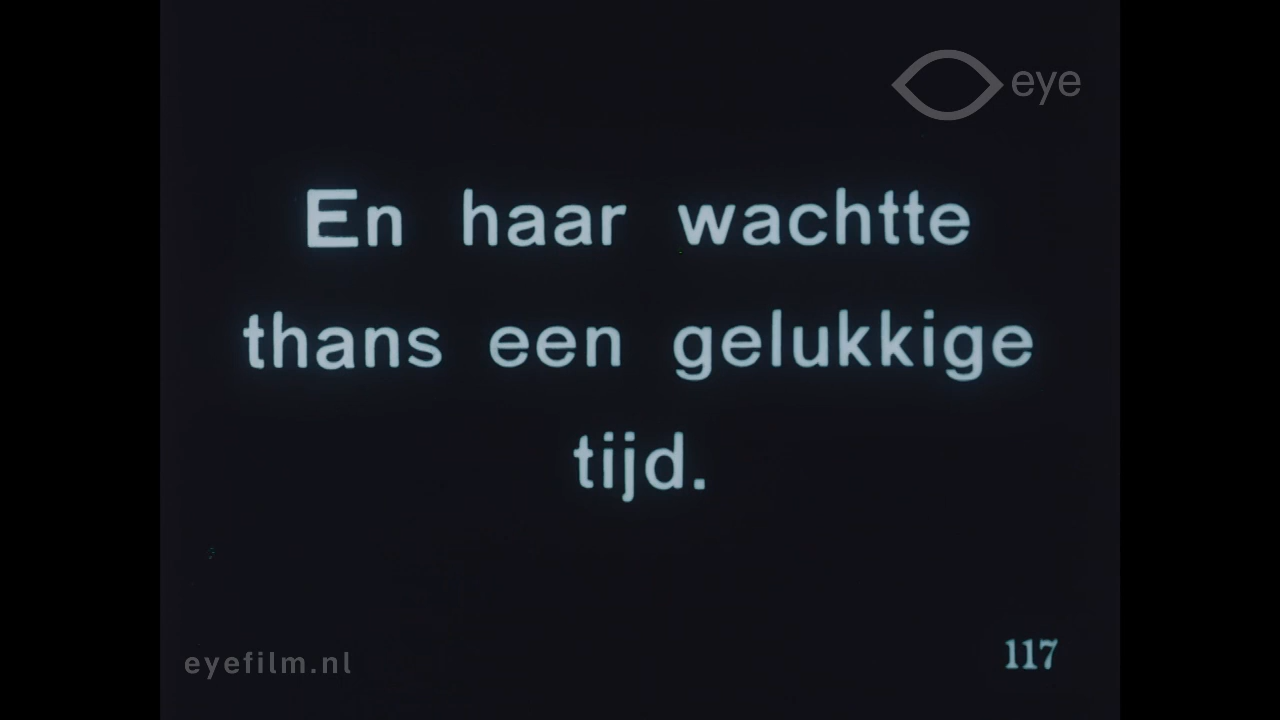 eye
En haar wachtte
thans een gelukkige
tijd.
eyefilm.nl
117